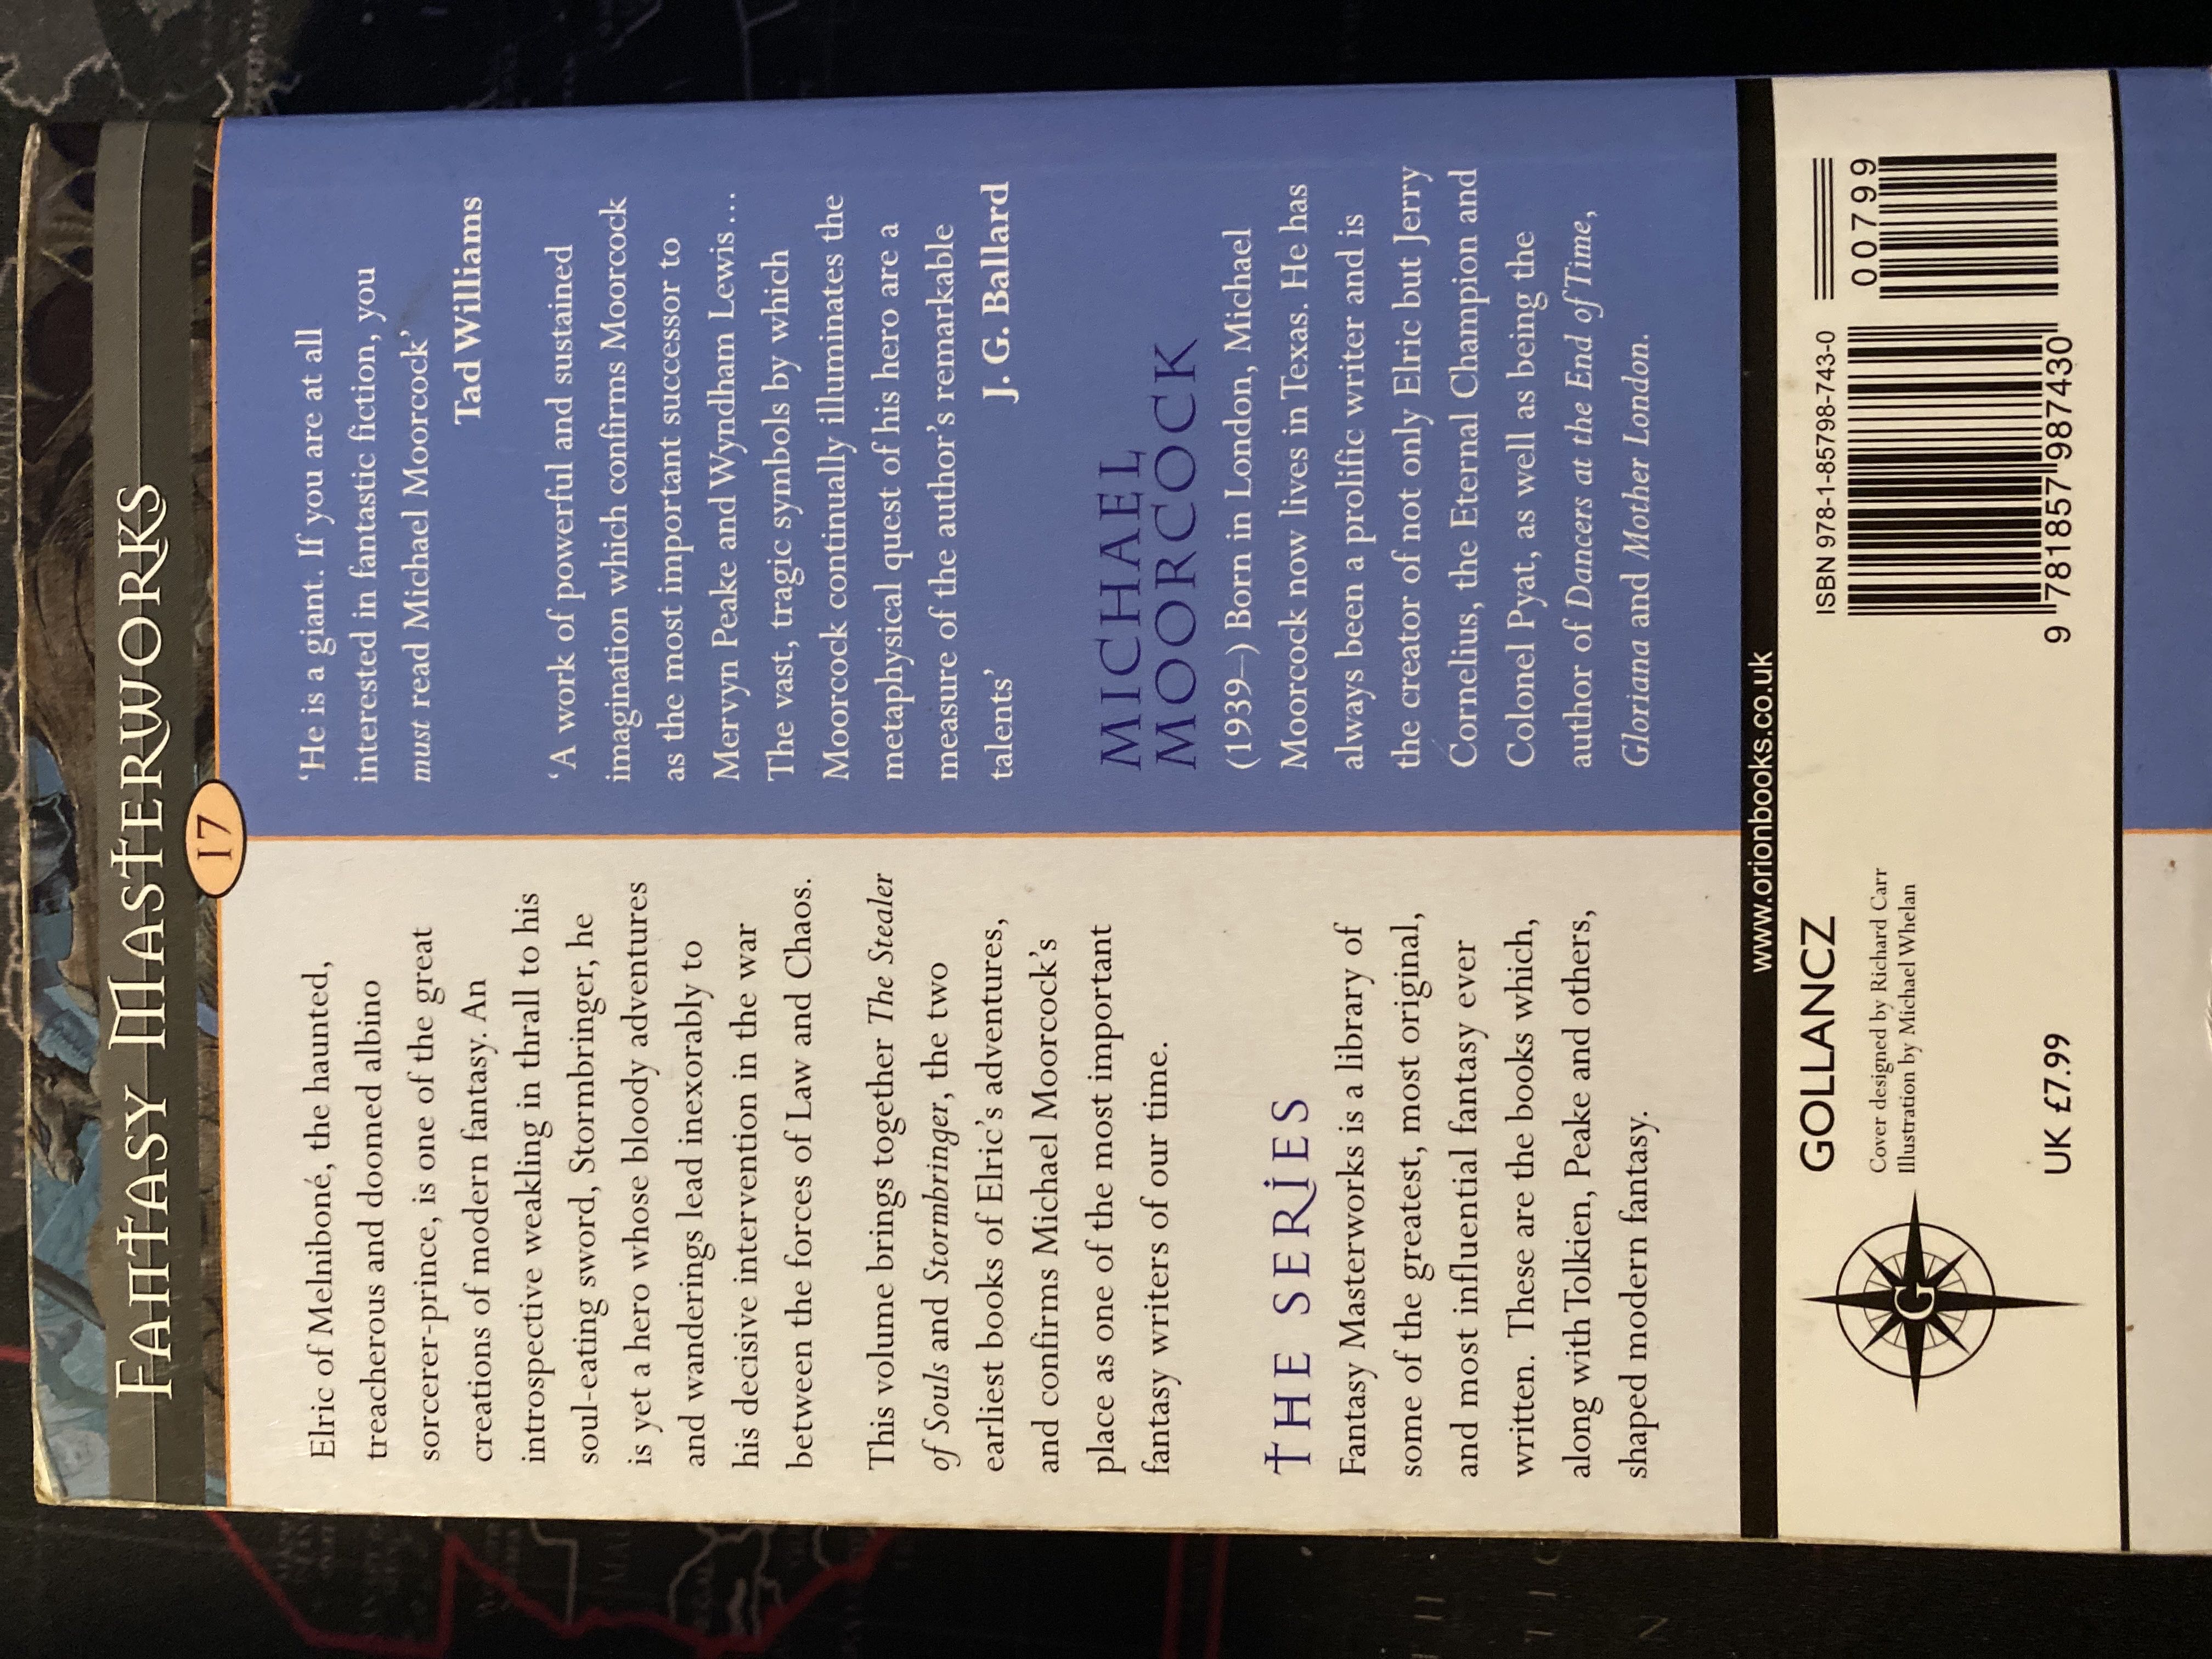 FANTASY MASTERWORKS
17
Elric of Melniboné, the haunted,
treacherous and doomed albino
sorcerer-prince, is one of the great
creations of modern fantasy. An
introspective weakling in thrall to his
soul-eating sword, Stormbringer, he
is yet a hero whose bloody adventures
and wanderings lead inexorably to
his decisive intervention in the war
between the forces of Law and Chaos.
This volume brings together The Stealer
of Souls and Stormbringer, the two
earliest books of Elric's adventures,
and confirms Michael Moorcock's
place as one of the most important
fantasy writers of our time.
THE SERIES
Fantasy Masterworks is a library of
some of the greatest, most original,
and most influential fantasy ever
written. These are the books which,
along with Tolkien, Peake and others,
shaped modern fantasy.
'He is a giant. If you are at all
interested in fantastic fiction, you
must read Michael Moorcock'
Tad Williams
'A work of powerful and sustained
imagination which confirms Moorcock
as the most important successor to
Mervyn Peake and Wyndham Lewis...
The vast, tragic symbols by which
Moorcock continually illuminates the
metaphysical quest of his hero are a
measure of the author's remarkable
talents'
J. G. Ballard
MICHAEL
MOORCOCK
(1939–) Born in London, Michael
Moorcock now lives in Texas. He has
always been a prolific writer and is
the creator of not only Elric but Jerry
Cornelius, the Eternal Champion and
Colonel Pyat, as well as being the
author of Dancers at the End of Time,
Gloriana and Mother London.
www.orionbooks.co.uk
G
GOLLANCZ
Cover designed by Richard Carr
Illustration by Michael Whelan
UK £7.99
ISBN 978-1-85798-743-0
9 781857 987430
00799